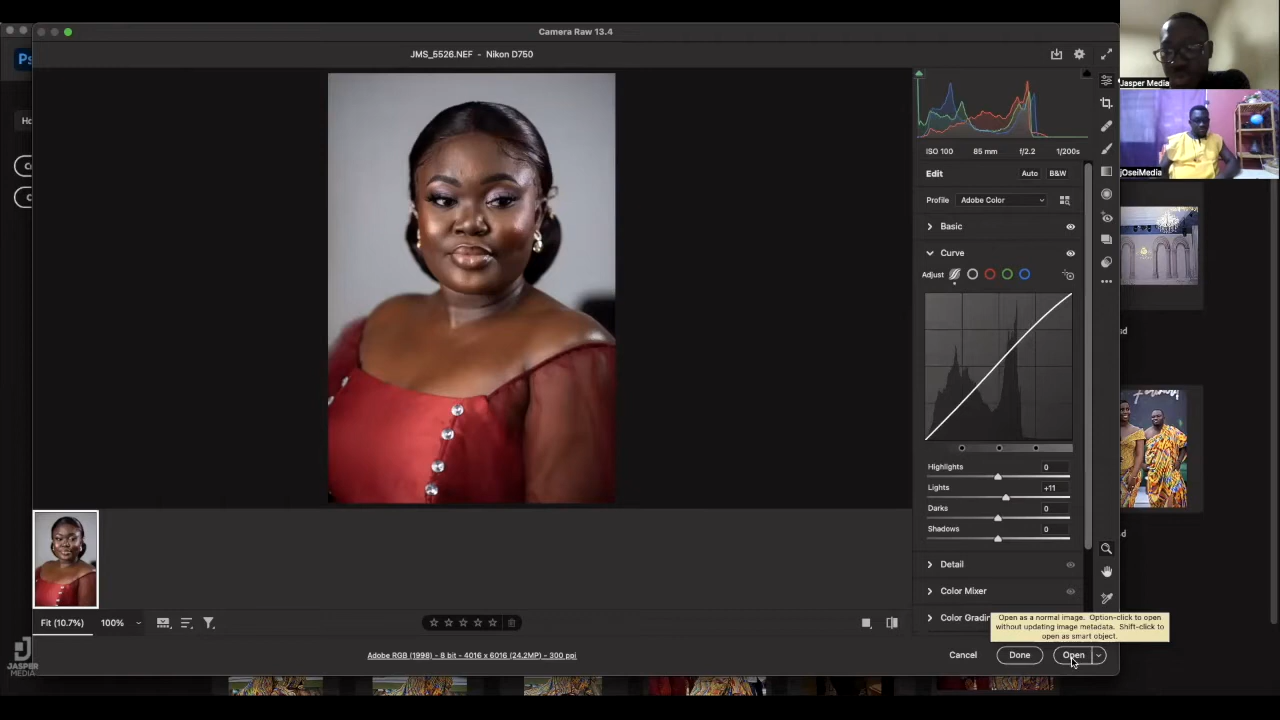 Camera Raw 13.4
Ps
JMS_5526.NEF - Nikon D750
Jasper Media
jOseiMedia
ISO 100 85 mm f/2.2 1/200s
Edit Auto B&W
Profile Adobe Color
Basic
Curve
Adjust
Highlights 0
Lights +11
Darks 0
Shadows 0
Detail
Color Mixer
Color Gradin
Open as a normal image. Option-click to open
without updating image metadata. Shift-click to
open as smart object.
Fit (10.7%) 100%
Adobe RGB (1998) - 8 bit - 4016 x 6016 (24.2MP) - 300 ppi
Cancel Done Open
JASPER
MEDIA